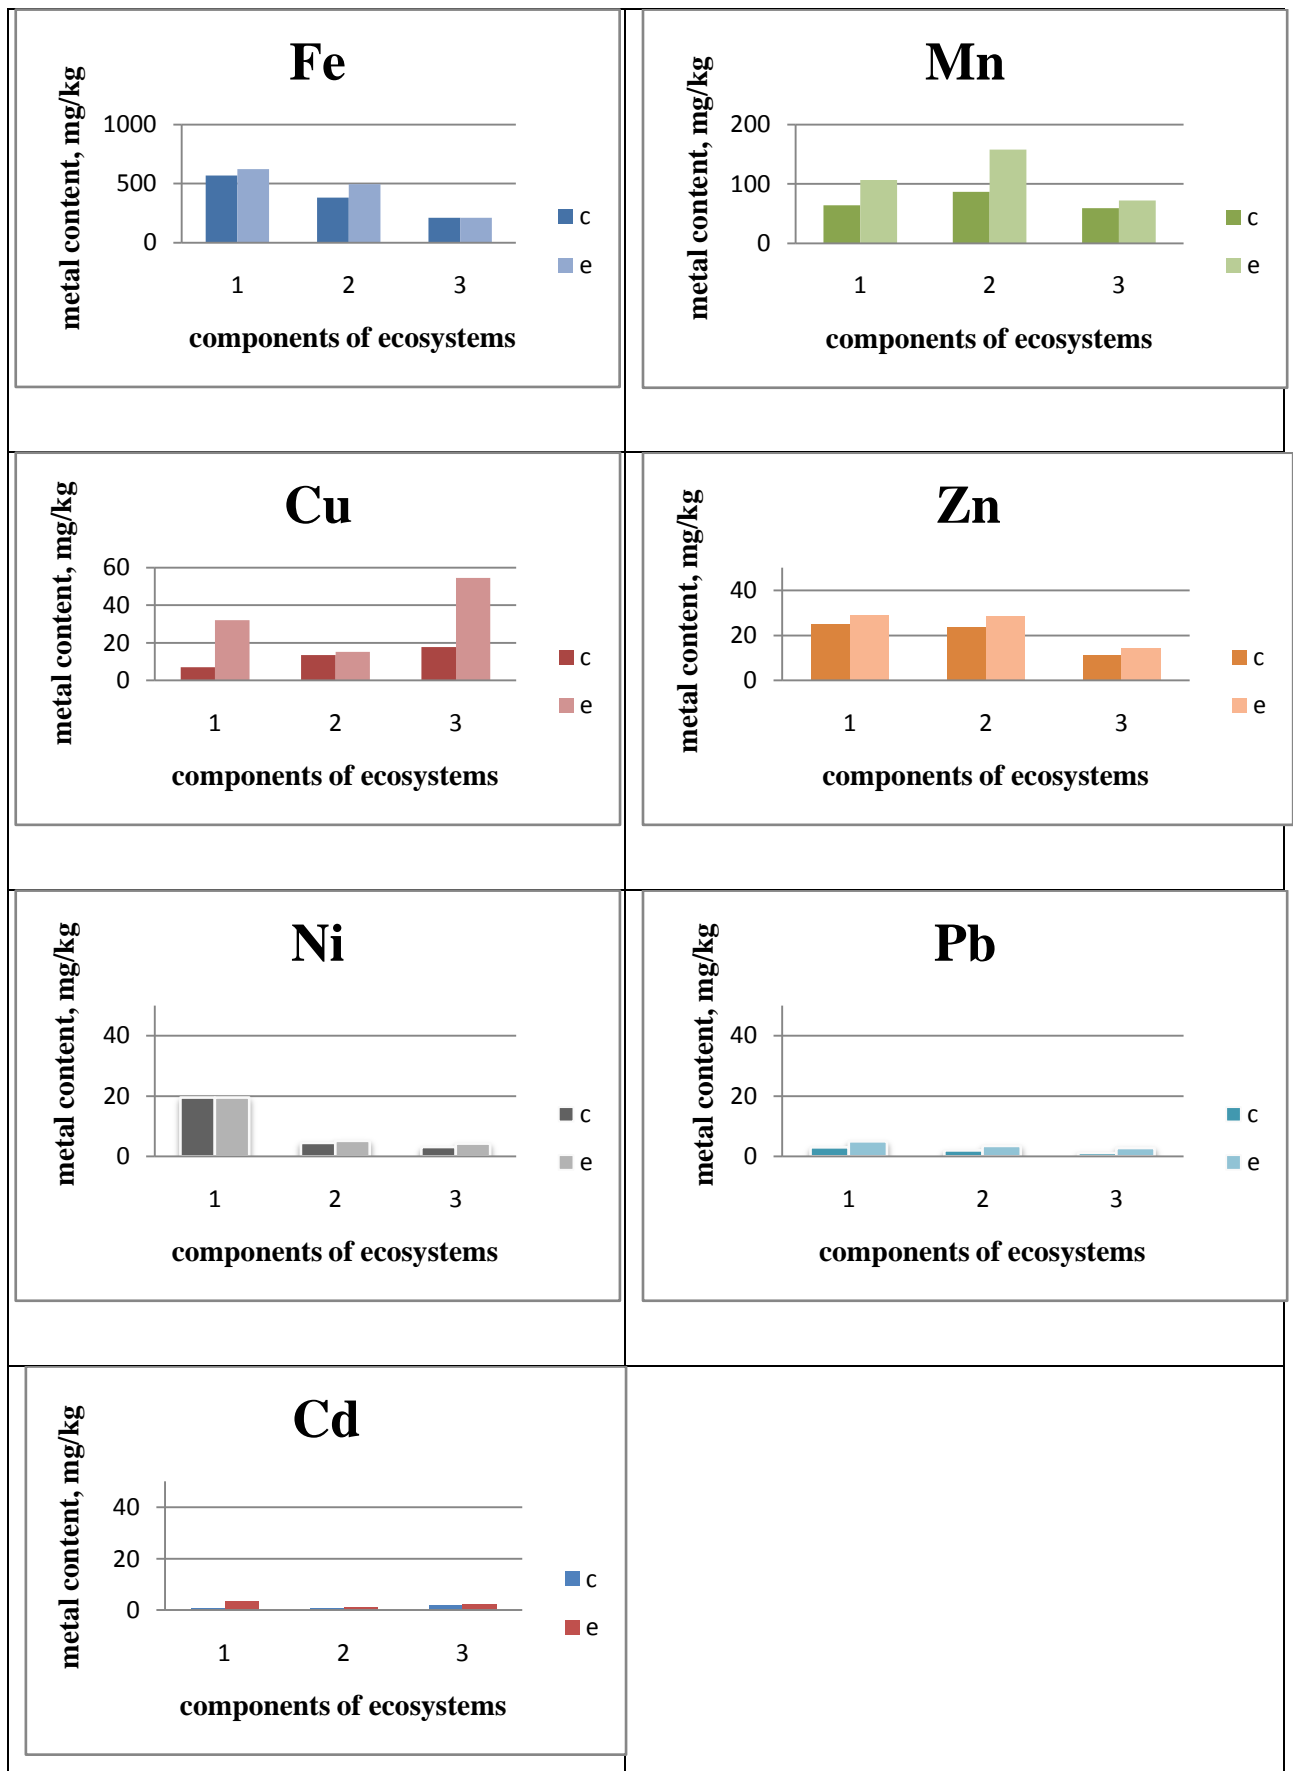 Fe
metal content, mg/kg
1000
500
0
1 2 3
c
e
components of ecosystems
Mn
metal content, mg/kg
200
100
0
1 2 3
c
e
components of ecosystems
Cu
metal content, mg/kg
60
40
20
0
1 2 3
c
e
components of ecosystems
Zn
metal content, mg/kg
40
20
0
1 2 3
c
e
components of ecosystems
Ni
metal content, mg/kg
40
20
0
1 2 3
c
e
components of ecosystems
Pb
metal content, mg/kg
40
20
0
1 2 3
c
e
components of ecosystems
Cd
metal content, mg/kg
40
20
0
1 2 3
c
e
components of ecosystems